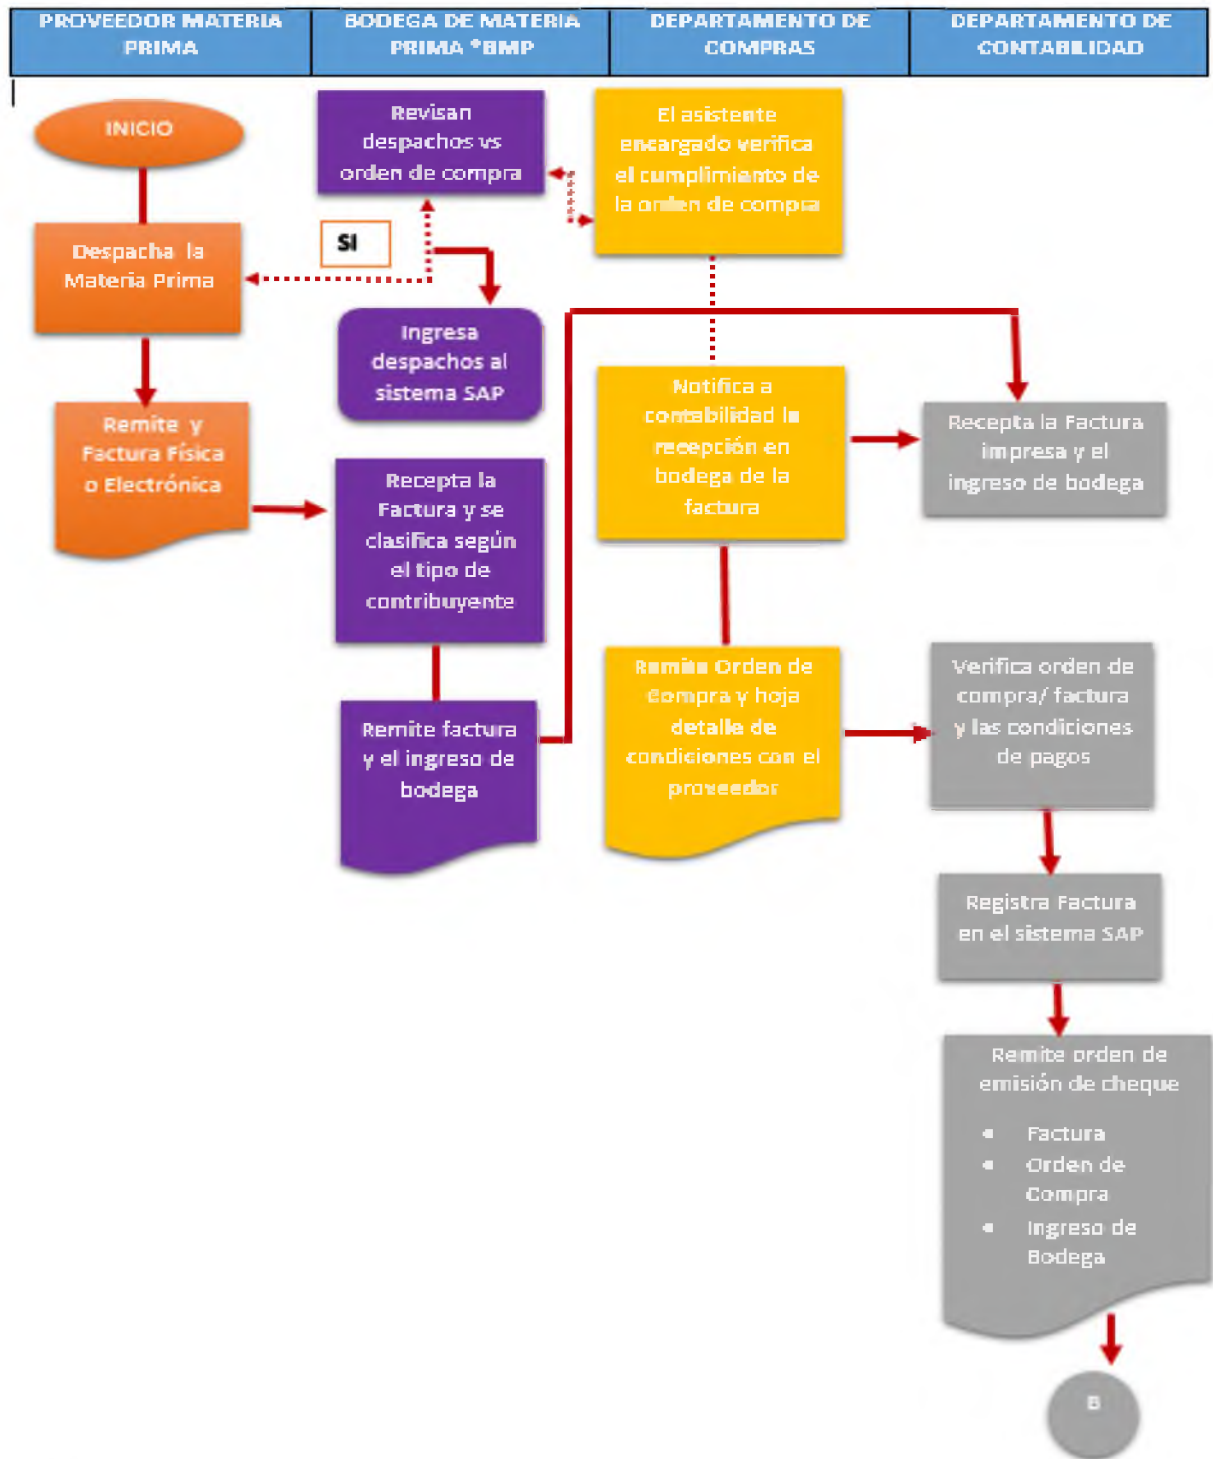 PROVEEDOR MATERIA
PRIMA
BODEGA DE MATERIA
PRIMA *BMP
DEPARTAMENTO DE
COMPRAS
DEPARTAMENTO DE
CONTABILIDAD
INICIO
Despacha la
Materia Prima
Remite y
Factura Física
o Electrónica
Revisan
despachos vs
orden de compra
SI
Ingresa
despachos al
sistema SAP
Recepta la
Factura y se
clasifica según
el tipo de
contribuyente
Remite factura
y el ingreso de
bodega
El asistente
encargado verifica
el cumplimiento de
la orden de compra
Notifica a
contabilidad la
recepción en
bodega de la
factura
Remite Orden de
Compra y hoja
detalle de
condiciones con el
proveedor
Recepta la Factura
impresa y el
ingreso de bodega
Verifica orden de
compra/ factura
y las condiciones
de pagos
Registra Factura
en el sistema SAP
Remite orden de
emisión de cheque
• Factura
• Orden de
Compra
• Ingreso de
Bodega
B